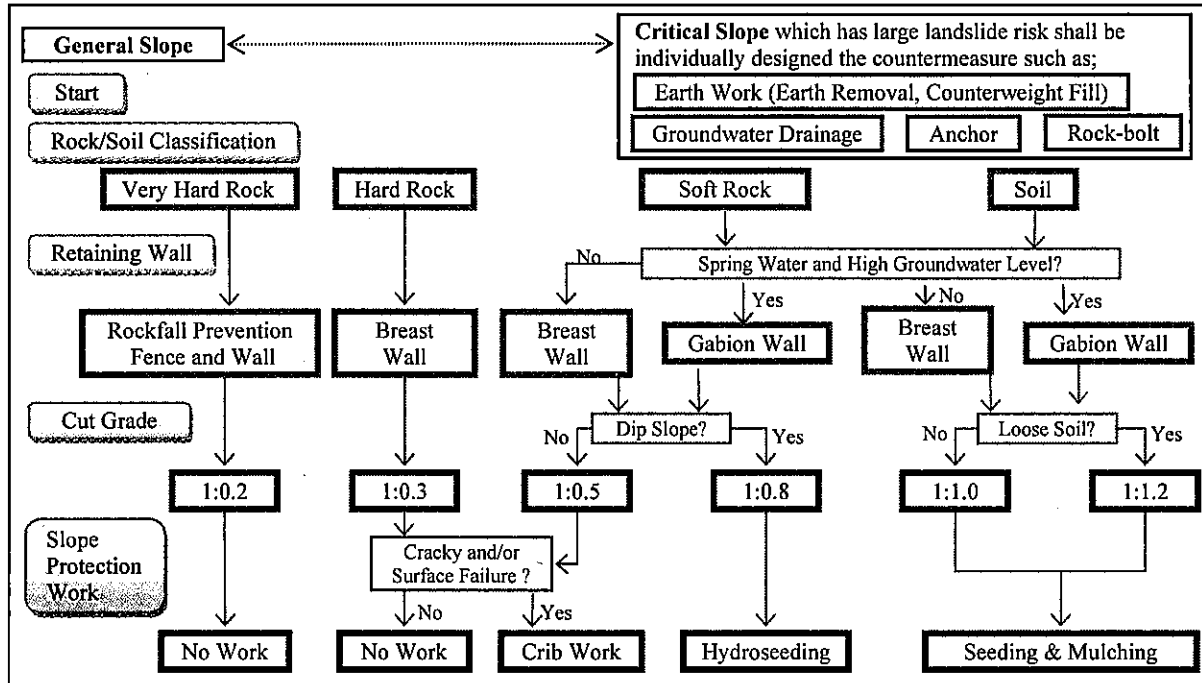 General Slope
Critical Slope which has large landslide risk shall be
individually designed the countermeasure such as;
Earth Work (Earth Removal, Counterweight Fill)
Groundwater Drainage
Anchor
Rock-bolt
Start
Rock/Soil Classification
Very Hard Rock
Hard Rock
Soft Rock
Soil
Retaining Wall
No
Spring Water and High Groundwater Level?
Yes
No
Yes
Rockfall Prevention
Fence and Wall
Breast
Wall
Breast
Wall
Gabion Wall
Breast
Wall
Gabion Wall
Cut Grade
No
Dip Slope?
Yes
No
Loose Soil?
Yes
1:0.2
1:0.3
1:0.5
1:0.8
1:1.0
1:1.2
Slope
Protection
Work
Cracky and/or
Surface Failure ?
No
Yes
No Work
No Work
Crib Work
Hydroseeding
Seeding & Mulching